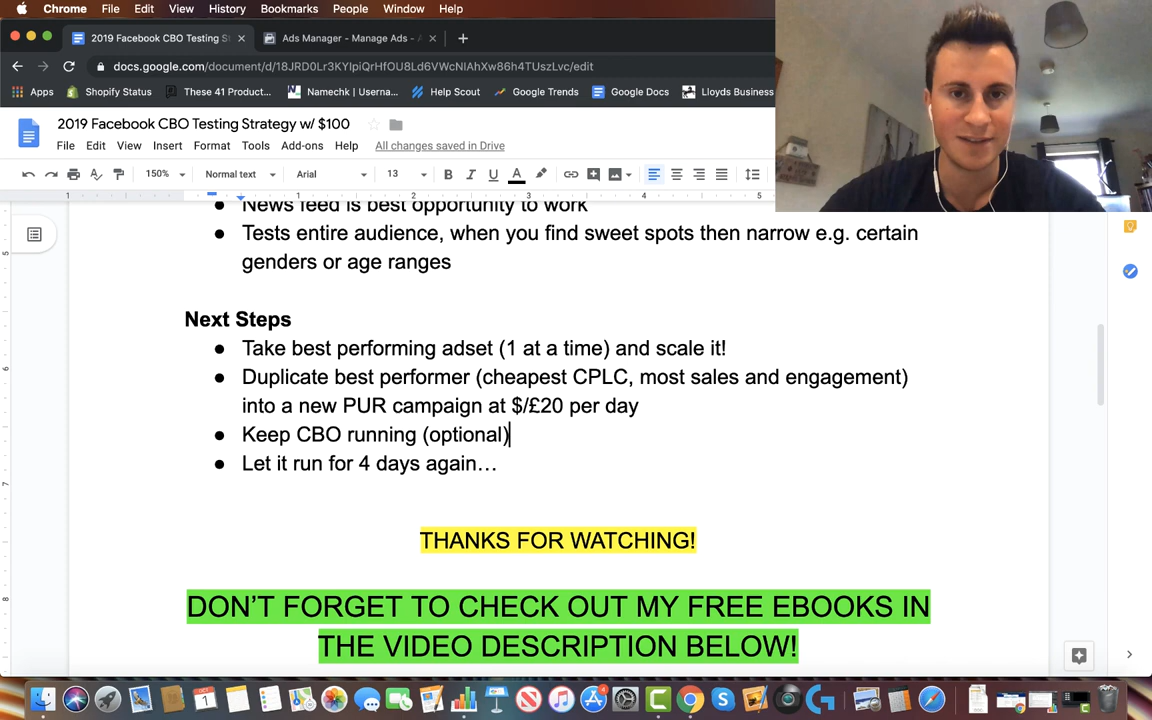 Chrome File Edit View History Bookmarks People Window Help
2019 Facebook CBO Testing S
Ads Manager - Manage Ads -
docs.google.com/document/d/18JRD0Lr3KYIpiQrHfOU8Ld6VWcNIAhXw86h4TUszLvc/edit
Apps Shopify Status These 41 Product... Namechk | Userna... Help Scout Google Trends Google Docs Lloyds Business
2019 Facebook CBO Testing Strategy w/ $100
File Edit View Insert Format Tools Add-ons Help All changes saved in Drive
150% Normal text Arial 13
1 1 2 3 4 5
● News feed is best opportunity to work
● Tests entire audience, when you find sweet spots then narrow e.g. certain
genders or age ranges
Next Steps
● Take best performing adset (1 at a time) and scale it!
● Duplicate best performer (cheapest CPLC, most sales and engagement)
into a new PUR campaign at $/£20 per day
● Keep CBO running (optional)
● Let it run for 4 days again…
THANKS FOR WATCHING!
DON’T FORGET TO CHECK OUT MY FREE EBOOKS IN
THE VIDEO DESCRIPTION BELOW!